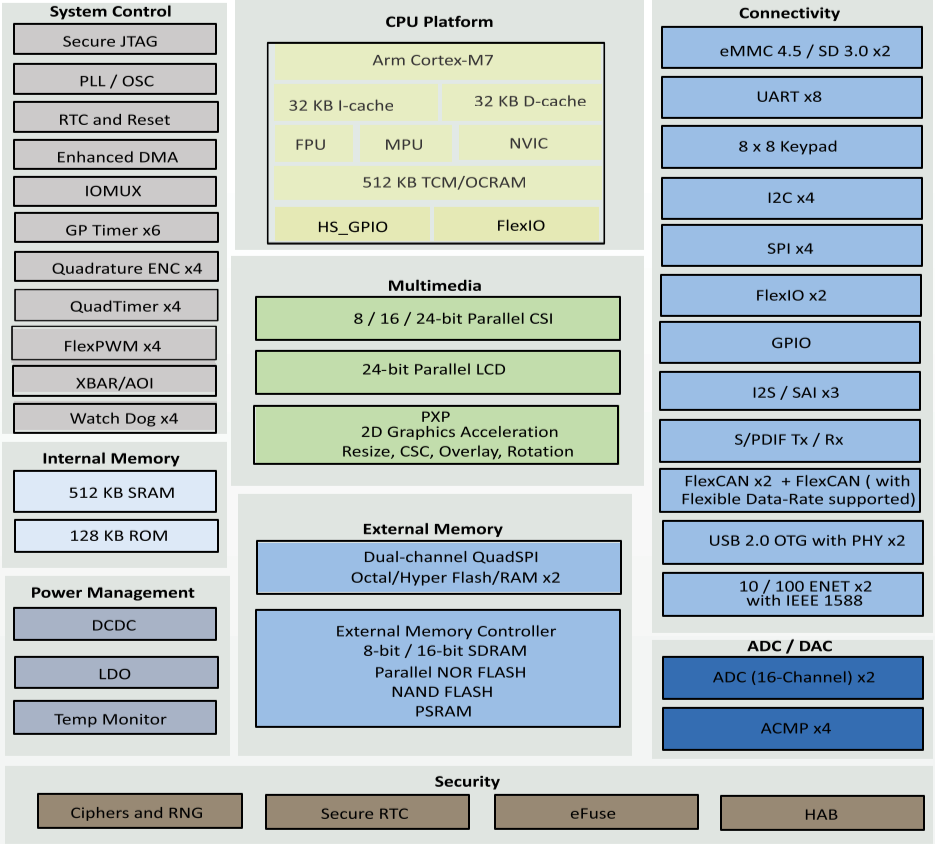 System Control
Secure JTAG
PLL / OSC
RTC and Reset
Enhanced DMA
IOMUX
GP Timer x6
Quadrature ENC x4
QuadTimer x4
FlexPWM x4
XBAR/AOI
Watch Dog x4
Internal Memory
512 KB SRAM
128 KB ROM
Power Management
DCDC
LDO
Temp Monitor
CPU Platform
Arm Cortex-M7
32 KB I-cache
32 KB D-cache
FPU
MPU
NVIC
512 KB TCM/OCRAM
HS_GPIO
FlexIO
Multimedia
8 / 16 / 24-bit Parallel CSI
24-bit Parallel LCD
PXP
2D Graphics Acceleration
Resize, CSC, Overlay, Rotation
External Memory
Dual-channel QuadSPI
Octal/Hyper Flash/RAM x2
External Memory Controller
8-bit / 16-bit SDRAM
Parallel NOR FLASH
NAND FLASH
PSRAM
Connectivity
eMMC 4.5 / SD 3.0 x2
UART x8
8 x 8 Keypad
I2C x4
SPI x4
FlexIO x2
GPIO
I2S / SAI x3
S/PDIF Tx / Rx
FlexCAN x2 + FlexCAN ( with
Flexible Data-Rate supported)
USB 2.0 OTG with PHY x2
10 / 100 ENET x2
with IEEE 1588
ADC / DAC
ADC (16-Channel) x2
ACMP x4
Security
Ciphers and RNG
Secure RTC
eFuse
HAB